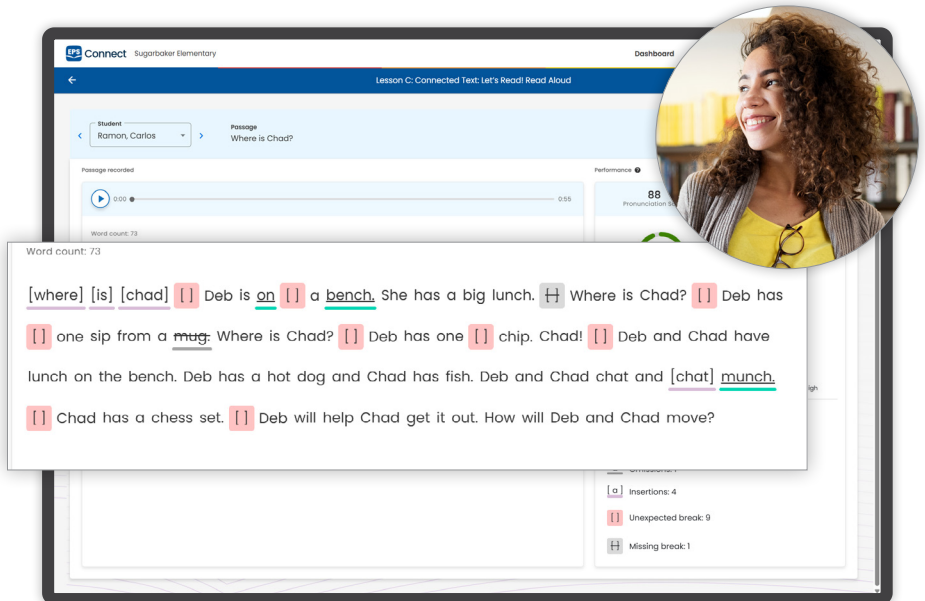 EPS Connect Sugarbaker Elementary Dashboard
Lesson C: Connected Text: Let's Read! Read Aloud
Student
Ramon, Carlos
Passage
Where is Chad?
Passage recorded
0:00 0:55
Word count: 73
Performance
88
Pronunciation
Word count: 73
[where] [is] [chad] [ ] Deb is on [ ] a bench. She has a big lunch. Where is Chad? [ ] Deb has
[ ] one sip from a mug. Where is Chad? [ ] Deb has one [ ] chip. Chad! [ ] Deb and Chad have
lunch on the bench. Deb has a hot dog and Chad has fish. Deb and Chad chat and [chat] munch.
[ ] Chad has a chess set. [ ] Deb will help Chad get it out. How will Deb and Chad move?
[a] Insertions: 4
[ ] Unexpected break: 9
Missing break: 1